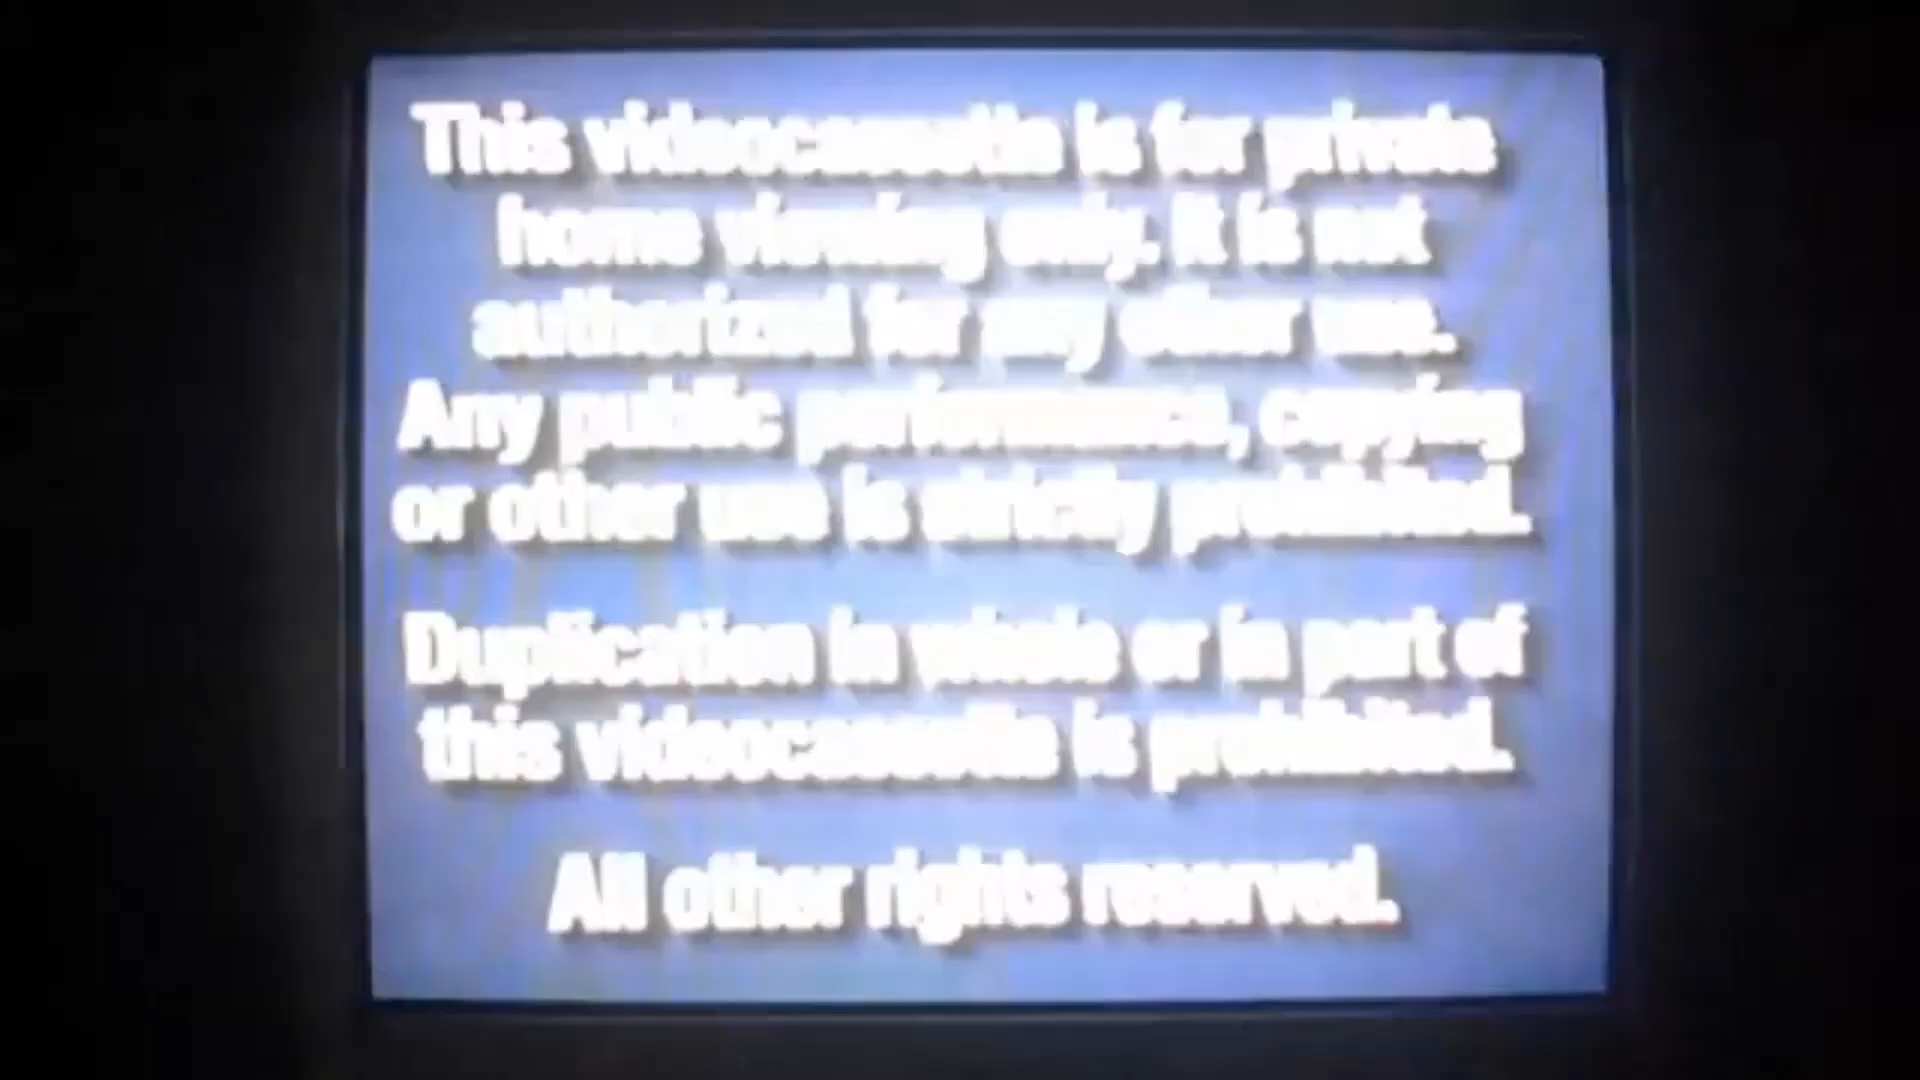 This videocassette is for private
home viewing only. It is not
authorized for any other use.
Any public performance, copying
or other use is strictly prohibited.
Duplication in whole or in part of
this videocassette is prohibited.
All other rights reserved.